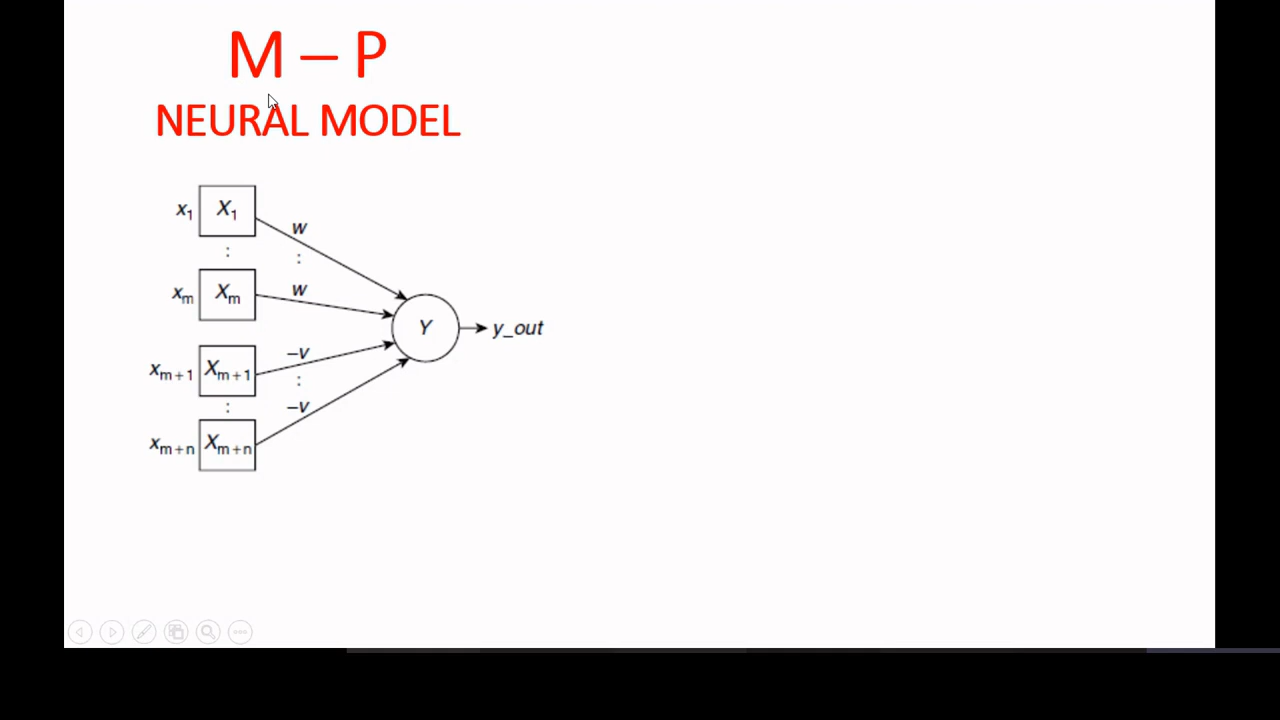 M – P
NEURAL MODEL
x1 X1 w
: :
xm Xm w
Y y_out
xm+1 Xm+1 –v
: :
xm+n Xm+n –v